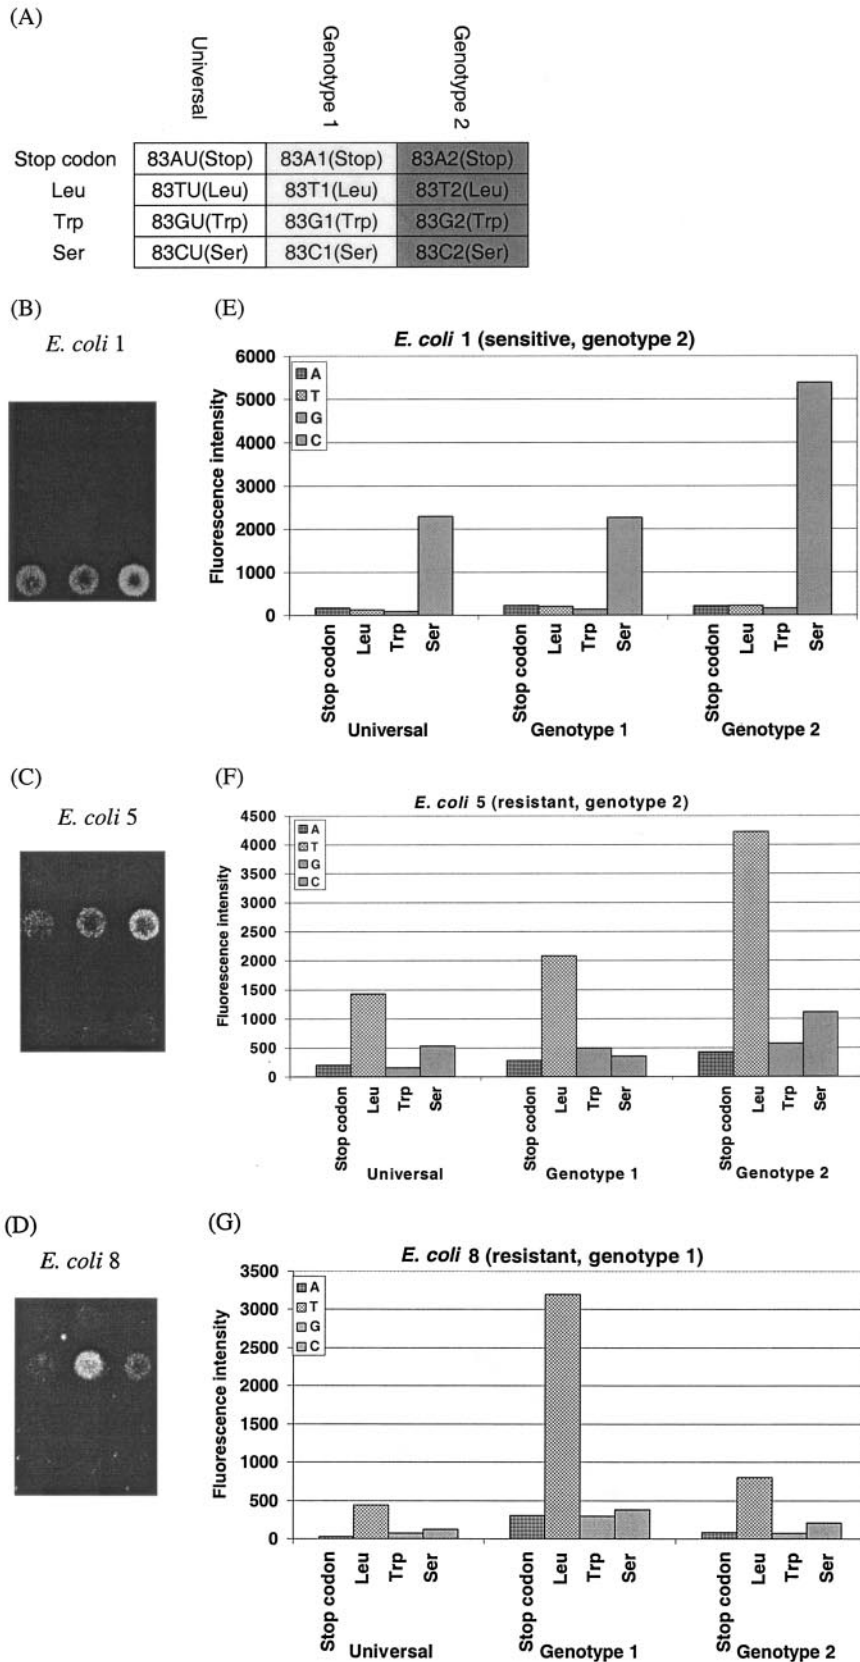 (A)
Universal
Genotype 1
Genotype 2
Stop codon 83AU(Stop) 83A1(Stop) 83A2(Stop)
Leu 83TU(Leu) 83T1(Leu) 83T2(Leu)
Trp 83GU(Trp) 83G1(Trp) 83G2(Trp)
Ser 83CU(Ser) 83C1(Ser) 83C2(Ser)
(B)
E. coli 1
(E)
E. coli 1 (sensitive, genotype 2)
Fluorescence intensity
6000
5000
4000
3000
2000
1000
0
A
T
G
C
Stop codon Leu Trp Ser Stop codon Leu Trp Ser Stop codon Leu Trp Ser
Universal Genotype 1 Genotype 2
(C)
E. coli 5
(F)
E. coli 5 (resistant, genotype 2)
Fluorescence intensity
4500
4000
3500
3000
2500
2000
1500
1000
500
0
A
T
G
C
Stop codon Leu Trp Ser Stop codon Leu Trp Ser Stop codon Leu Trp Ser
Universal Genotype 1 Genotype 2
(D)
E. coli 8
(G)
E. coli 8 (resistant, genotype 1)
Fluorescence intensity
3500
3000
2500
2000
1500
1000
500
0
A
T
G
C
Stop codon Leu Trp Ser Stop codon Leu Trp Ser Stop codon Leu Trp Ser
Universal Genotype 1 Genotype 2